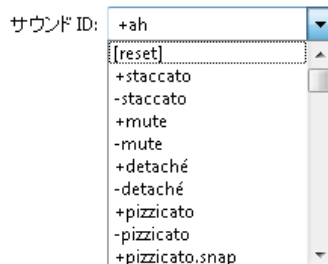 サウンド ID: +ah
[reset]
+staccato
-staccato
+mute
-mute
+detaché
-detaché
+pizzicato
-pizzicato
+pizzicato.snap